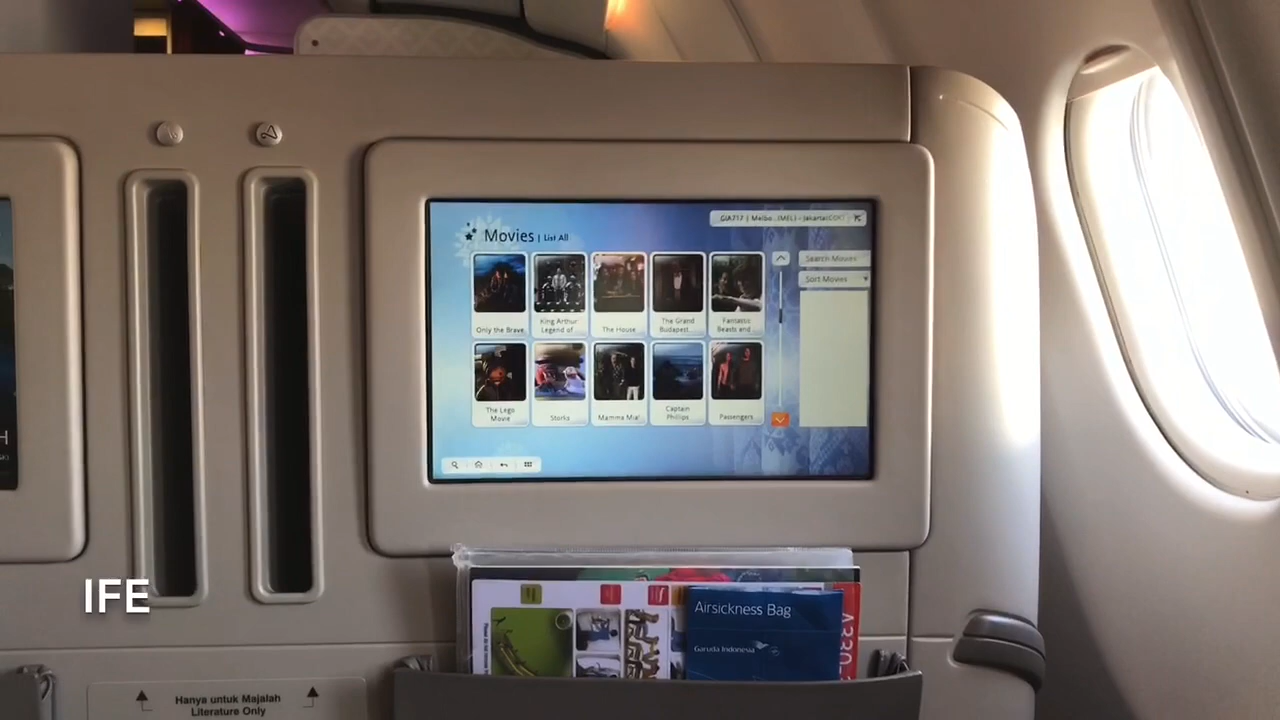 GIA717 | Melbo.. (MEL) - Jakarta(CGK)
Movies | List All
Search Movies
Sort Movies
Only the Brave
King Arthur
Legend of
The House
The Grand
Budapest
Fantastic
Beasts and
The Lego
Movie
Storks
Mamma Mia!
Captain
Phillips
Passengers
IFE
Airsickness Bag
Garuda Indonesia
A330
Hanya untuk Majalah
Literature Only